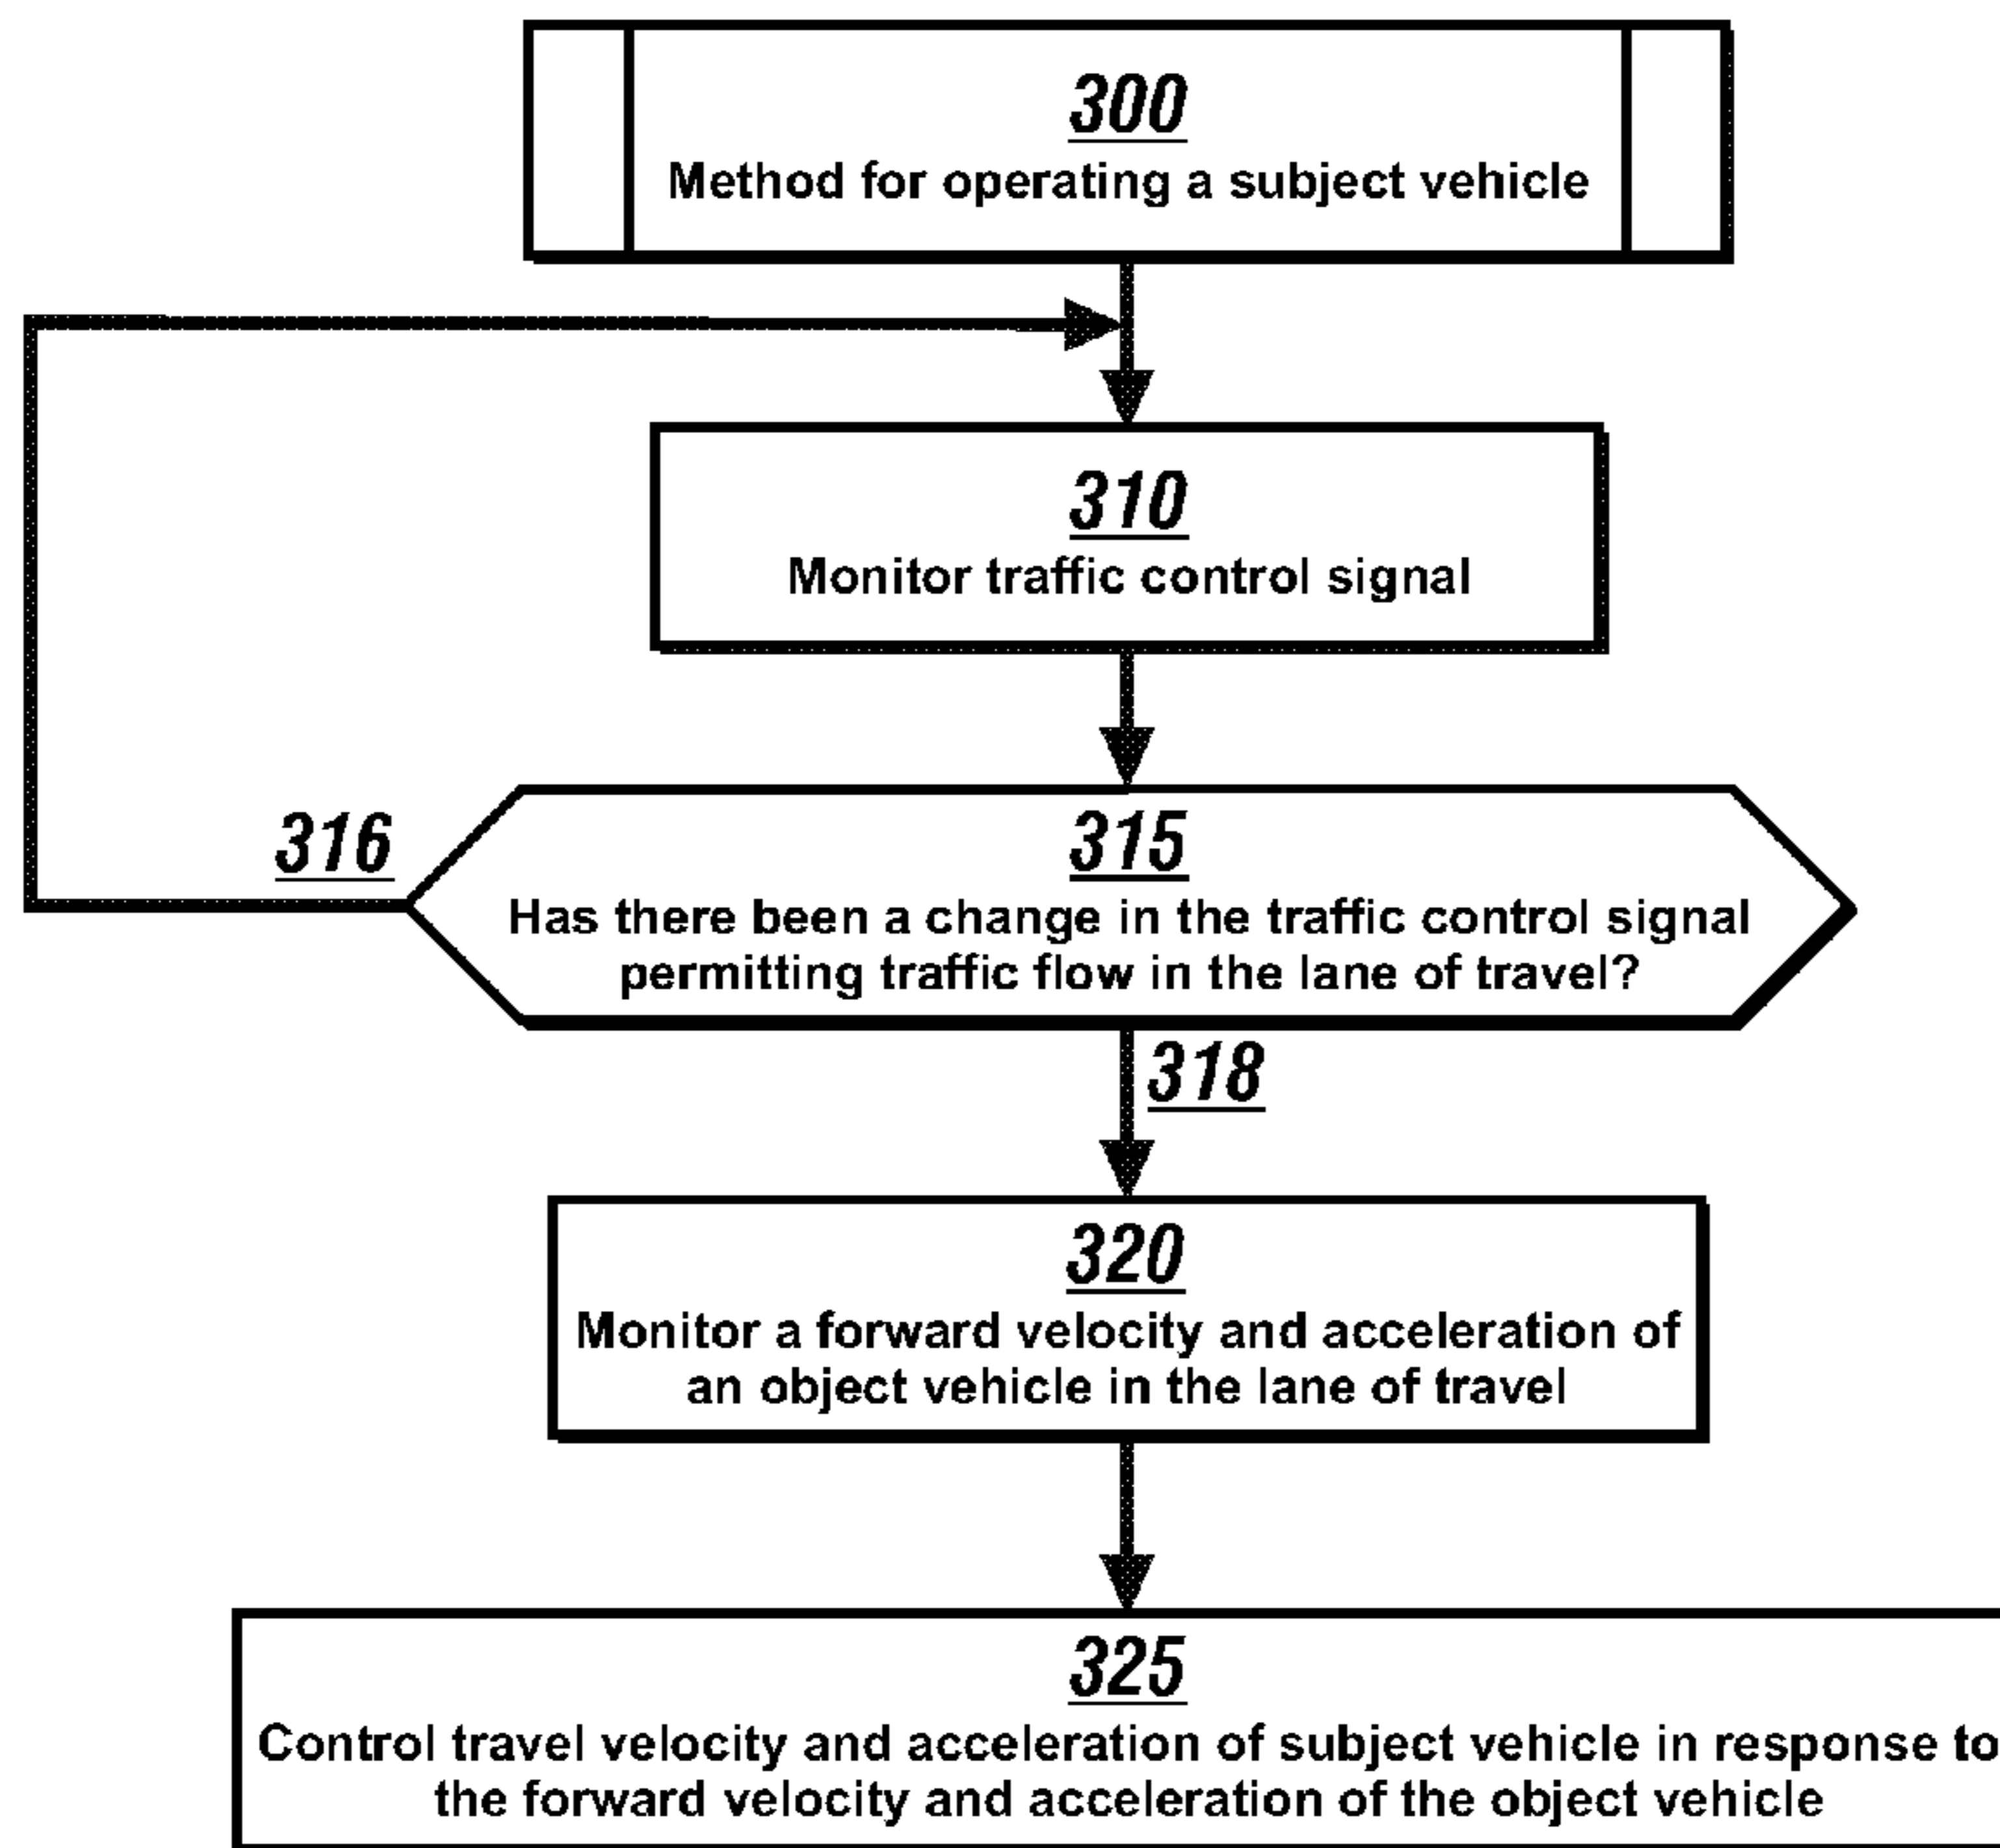 300
Method for operating a subject vehicle
310
Monitor traffic control signal
316
315
Has there been a change in the traffic control signal
permitting traffic flow in the lane of travel?
318
320
Monitor a forward velocity and acceleration of
an object vehicle in the lane of travel
325
Control travel velocity and acceleration of subject vehicle in response to
the forward velocity and acceleration of the object vehicle